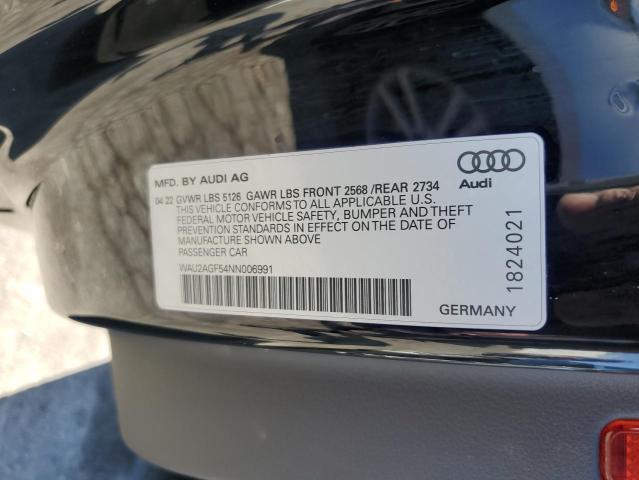 MFD. BY AUDI AG
04 22 GVWR LBS 5126 GAWR LBS FRONT 2568 /REAR 2734
THIS VEHICLE CONFORMS TO ALL APPLICABLE U.S.
FEDERAL MOTOR VEHICLE SAFETY, BUMPER AND THEFT
PREVENTION STANDARDS IN EFFECT ON THE DATE OF
MANUFACTURE SHOWN ABOVE
PASSENGER CAR
WAU2AGF54NN006991
Audi
1824021
GERMANY